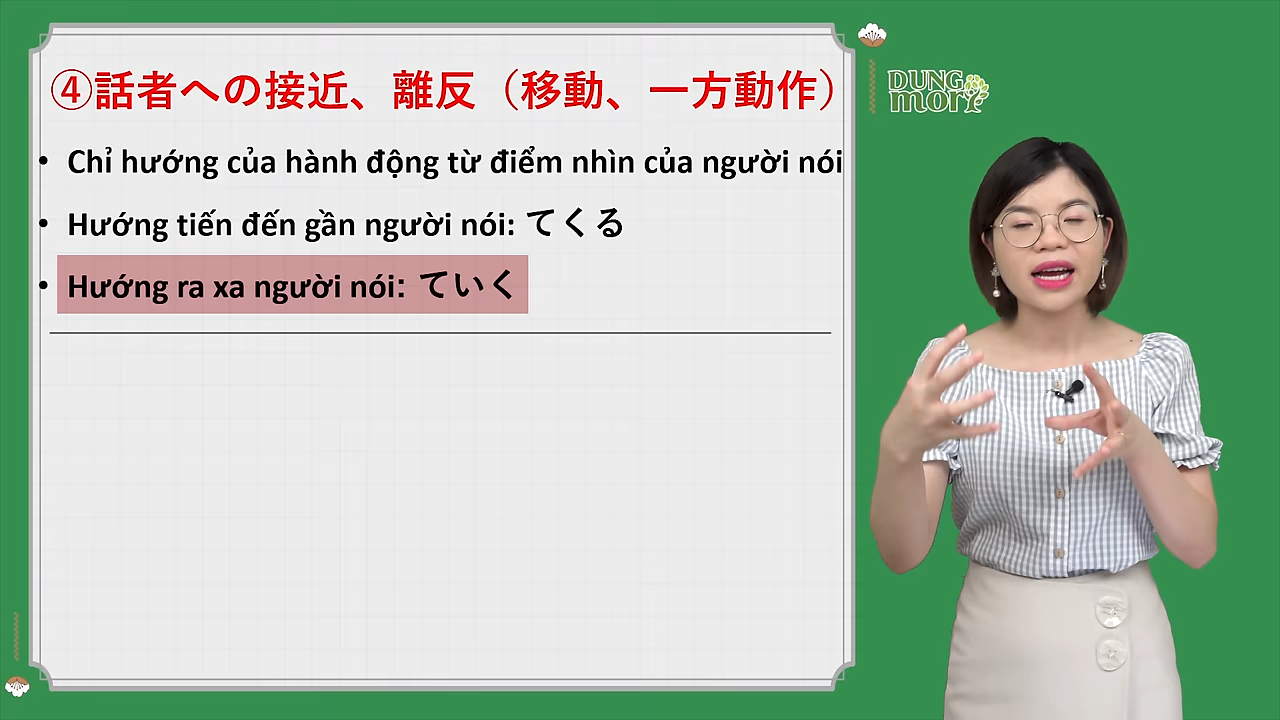 ④話者への接近、離反（移動、一方動作）
• Chỉ hướng của hành động từ điểm nhìn của người nói
• Hướng tiến đến gần người nói: てくる
• Hướng ra xa người nói: ていく
DUNG
mori